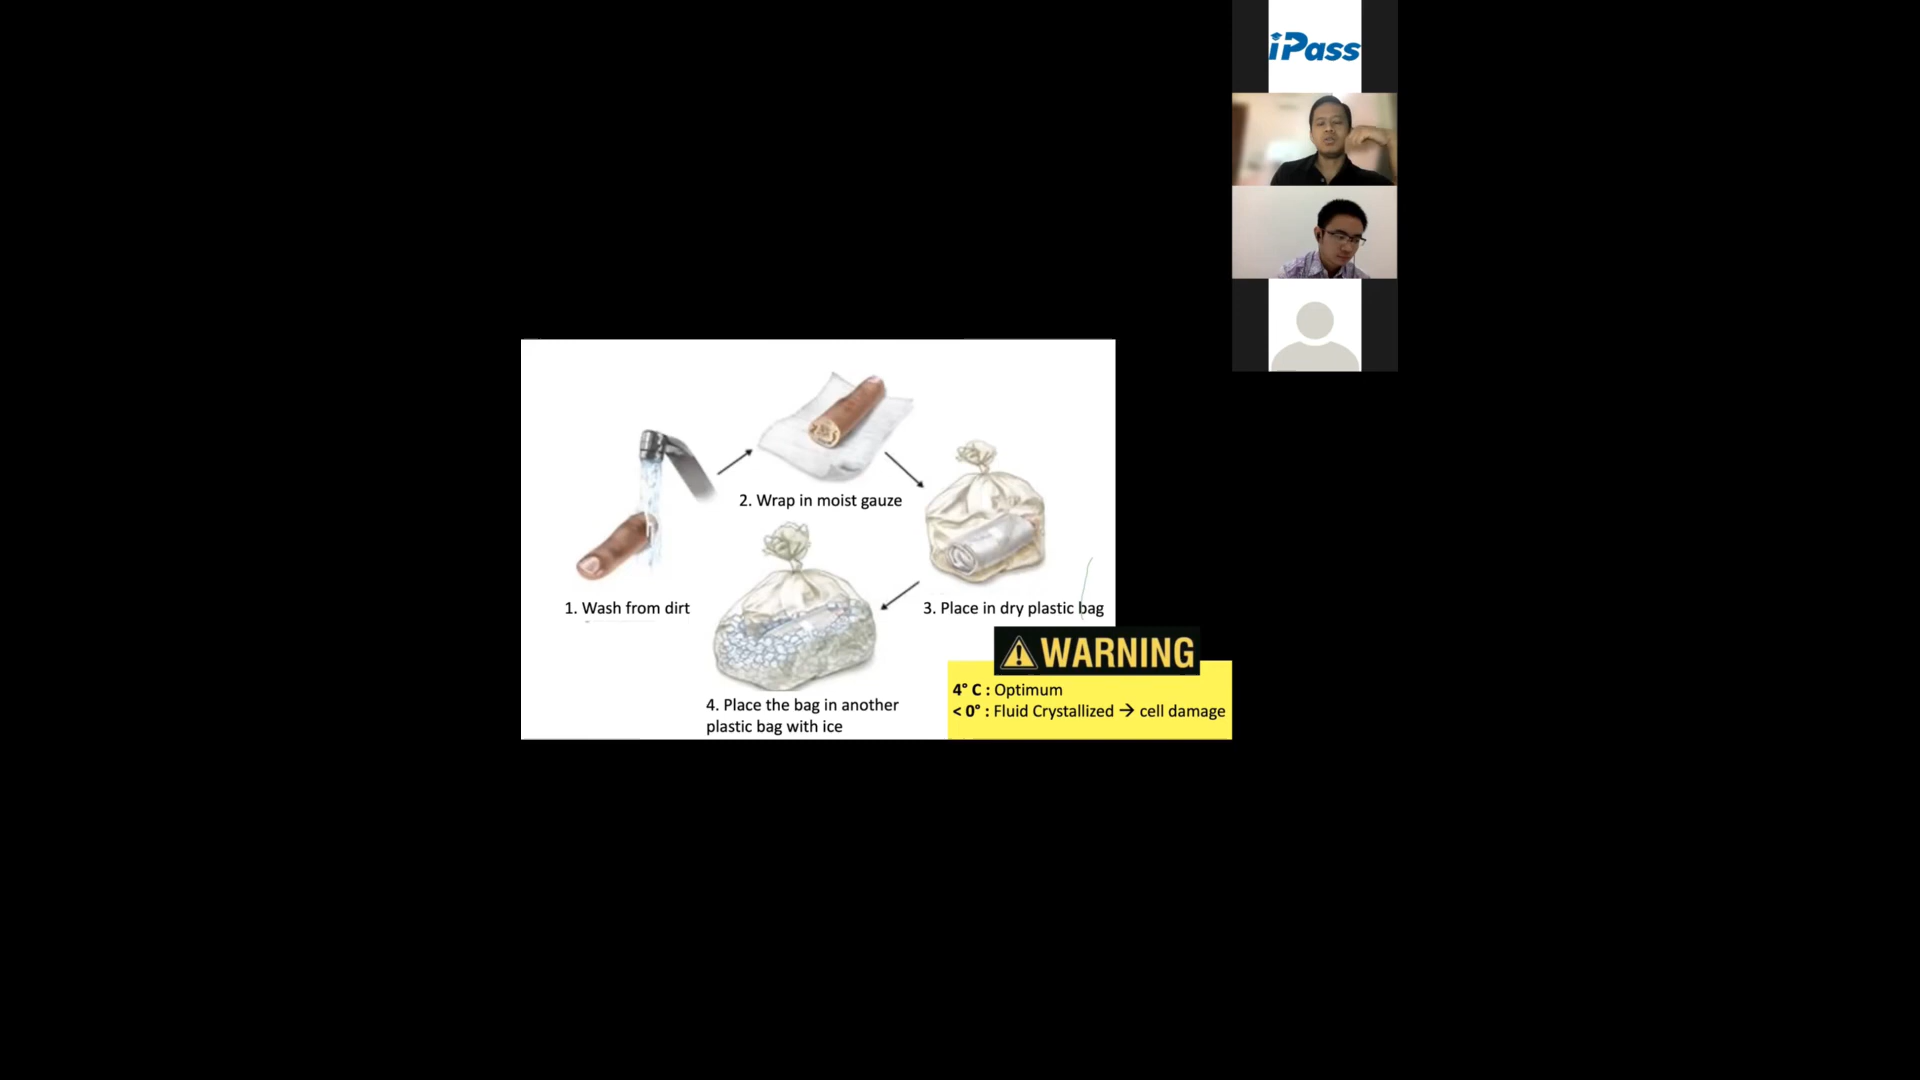 iPass
2. Wrap in moist gauze
1. Wash from dirt
3. Place in dry plastic bag
WARNING
4° C : Optimum
< 0° : Fluid Crystallized → cell damage
4. Place the bag in another
plastic bag with ice